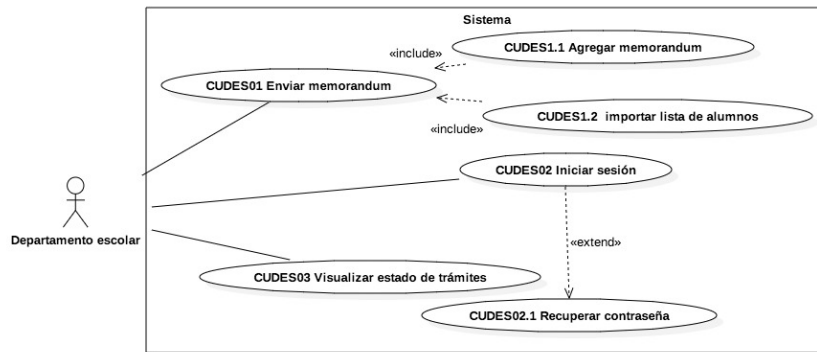 Sistema
CUDES1.1 Agregar memorandum
«include»
CUDES01 Enviar memorandum
CUDES1.2 importar lista de alumnos
«include»
CUDES02 Iniciar sesión
Departamento escolar
«extend»
CUDES03 Visualizar estado de trámites
CUDES02.1 Recuperar contraseña